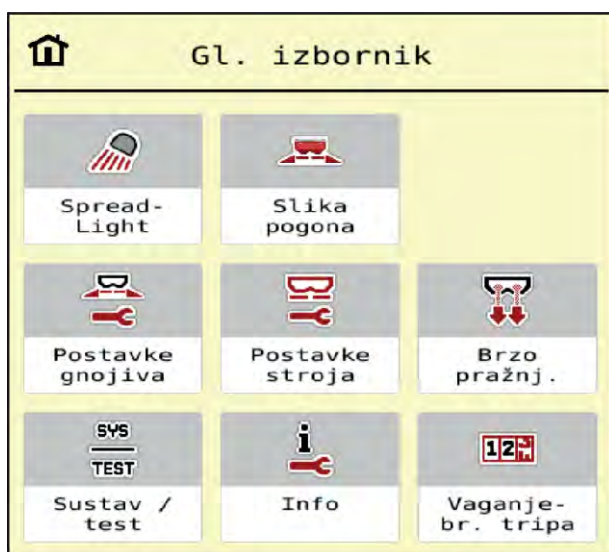 Gl. izbornik
Spread-
Light
Slika
pogona
Postavke
gnojiva
Postavke
stroja
Brzo
pražnj.
SYS
TEST
Sustav /
test
i
Info
12
Vaganje-
br. tripa